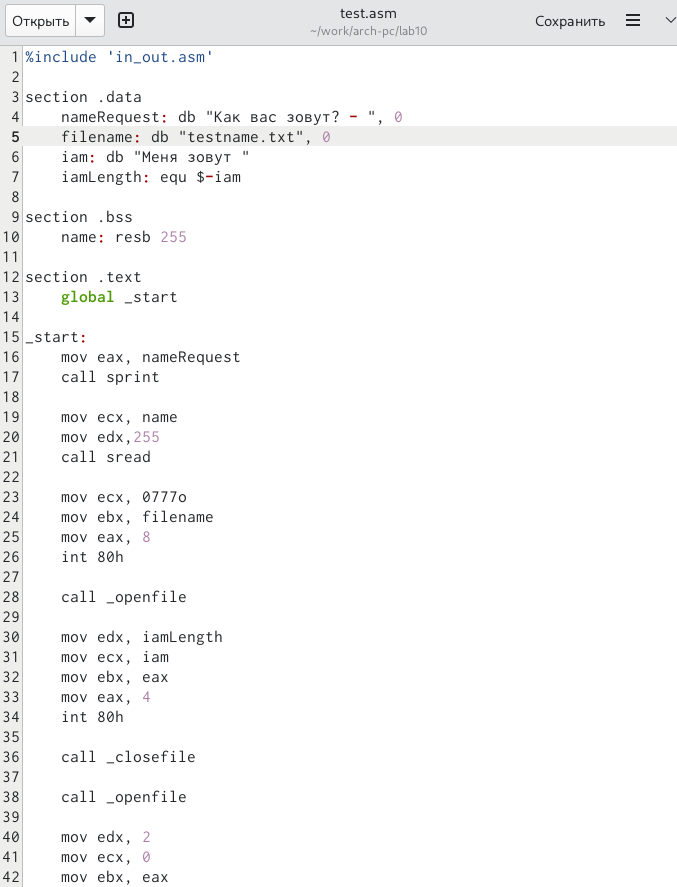 Открыть
test.asm
~/work/arch-pc/lab10
Сохранить
1 %include 'in_out.asm'
2
3 section .data
4     nameRequest: db "Как вас зовут? - ", 0
5     filename: db "testname.txt", 0
6     iam: db "Меня зовут "
7     iamLength: equ $-iam
8
9 section .bss
10     name: resb 255
11
12 section .text
13     global _start
14
15 _start:
16     mov eax, nameRequest
17     call sprint
18
19     mov ecx, name
20     mov edx,255
21     call sread
22
23     mov ecx, 0777o
24     mov ebx, filename
25     mov eax, 8
26     int 80h
27
28     call _openfile
29
30     mov edx, iamLength
31     mov ecx, iam
32     mov ebx, eax
33     mov eax, 4
34     int 80h
35
36     call _closefile
37
38     call _openfile
39
40     mov edx, 2
41     mov ecx, 0
42     mov ebx, eax